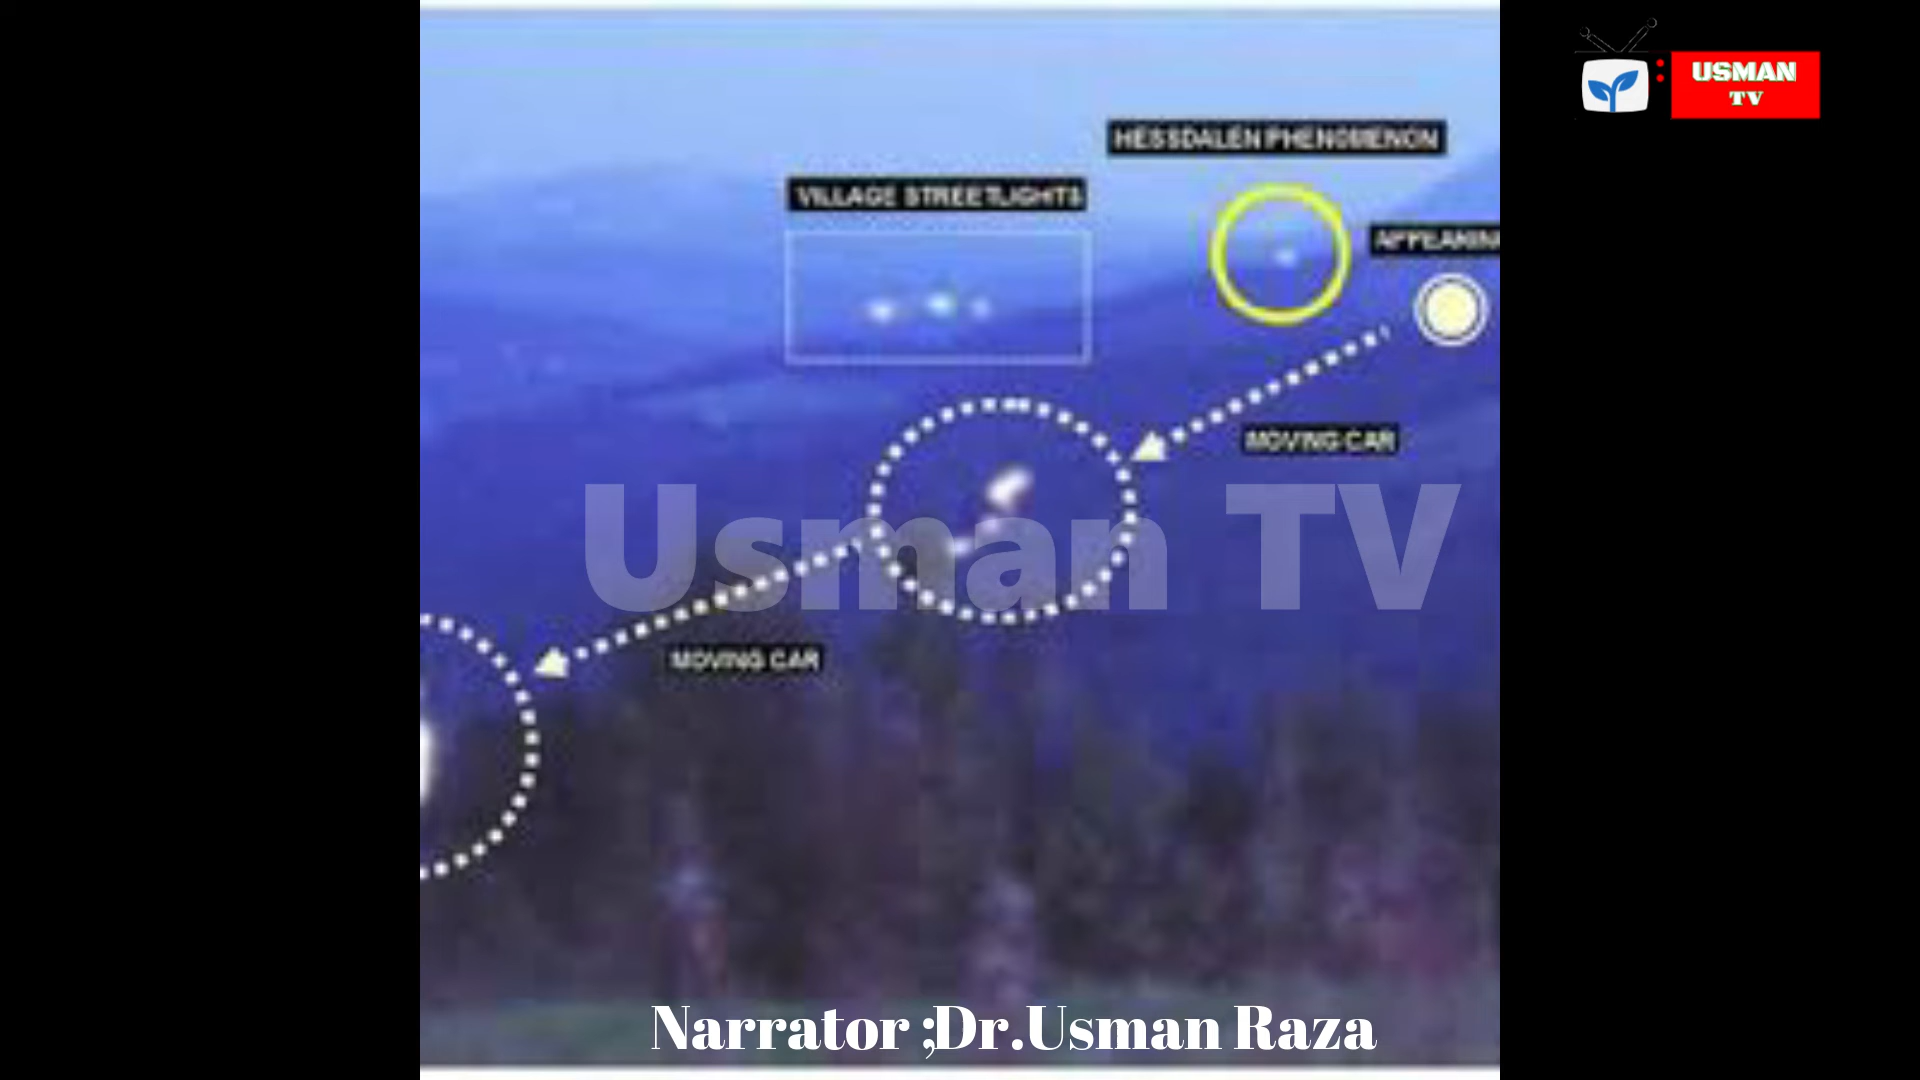 USMAN
TV
HESSDALEN PHENOMENON
VILLAGE STREETLIGHTS
MOVING CAR
Usman TV
MOVING CAR
Narrator ;Dr.Usman Raza